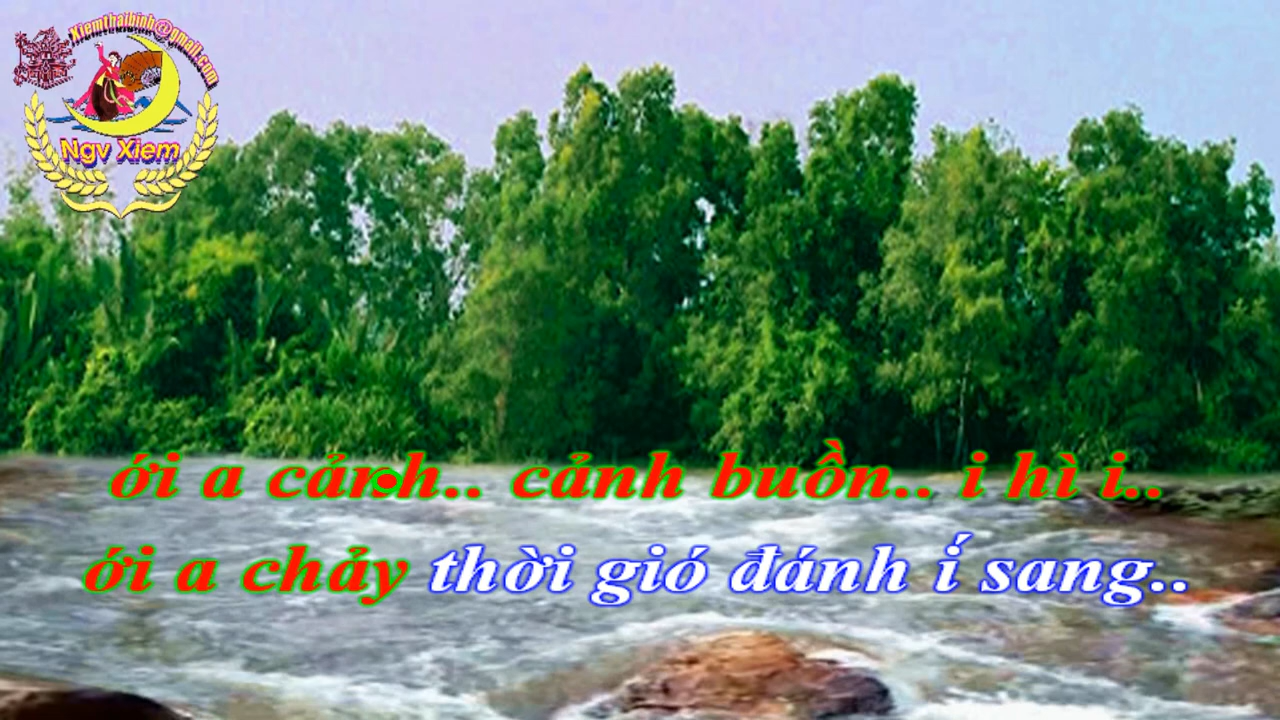 Xiemthaibinh@gmail.com
Ngv Xiem
ới a cảnh.. cảnh buồn.. i hì i..
ới a chảy thời gió đánh í sang..